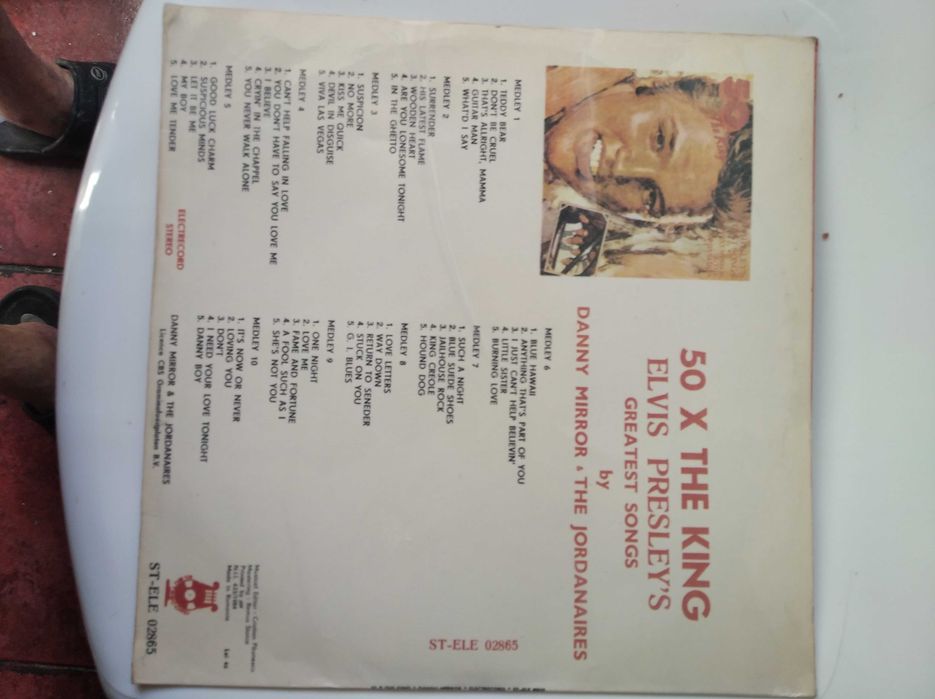 50 X THE KING
ELVIS PRESLEY'S
GREATEST SONGS
by
DANNY MIRROR & THE JORDANAIRES
MEDLEY 1
1. TEDDY BEAR
2. DON'T BE CRUEL
3. THAT'S ALLRIGHT, MAMMA
4. GUITAR MAN
5. WHAT'D I SAY
MEDLEY 2
1. SURRENDER
2. HIS LATEST FLAME
3. WOODEN HEART
4. ARE YOU LONESOME TONIGHT
5. IN THE GHETTO
MEDLEY 3
1. SUSPICION
2. NO MORE
3. KISS ME QUICK
4. DEVIL IN DISGUISE
5. VIVA LAS VEGAS
MEDLEY 4
1. CAN'T HELP FALLING IN LOVE
2. YOU DON'T HAVE TO SAY YOU LOVE ME
3. I BELIEVE
4. CRYIN' IN THE CHAPPEL
5. YOU NEVER WALK ALONE
MEDLEY 5
1. GOOD LUCK CHARM
2. SUSPICIOUS MINDS
3. LET IT BE ME
4. MY BOY
5. LOVE ME TENDER
ELECTRECORD
STEREO
MEDLEY 6
1. BLUE HAWAII
2. ANYTHING THAT'S PART OF YOU
3. I JUST CAN'T HELP BELIEVIN'
4. LITTLE SISTER
5. BURNING LOVE
MEDLEY 7
1. SUCH A NIGHT
2. BLUE SUEDE SHOES
3. JAILHOUSE ROCK
4. KING CREOLE
5. HOUND DOG
MEDLEY 8
1. LOVE LETTERS
2. WAY DOWN
3. RETURN TO SENEDER
4. STUCK ON YOU
5. G. I. BLUES
MEDLEY 9
1. ONE NIGHT
2. LOVE ME
3. FAME AND FORTUNE
4. A FOOL SUCH AS I
5. SHE'S NOT YOU
MEDLEY 10
1. IT'S NOW OR NEVER
2. LOVING YOU
3. DON'T
4. I NEED YOUR LOVE TONIGHT
5. DANNY BOY
DANNY MIRROR & THE JORDANAIRES
Licence CBS Grammofoonplaten B.V.
ST-ELE 02865
Musical Editor:
Printed by
Made in Romania
Lei
ST-ELE 02865
50